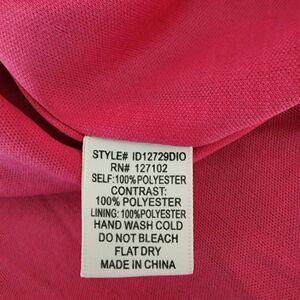 STYLE# ID12729DIO
RN# 127102
SELF:100%POLYESTER
CONTRAST:
100% POLYESTER
LINING: 100%POLYESTER
HAND WASH COLD
DO NOT BLEACH
FLAT DRY
MADE IN CHINA